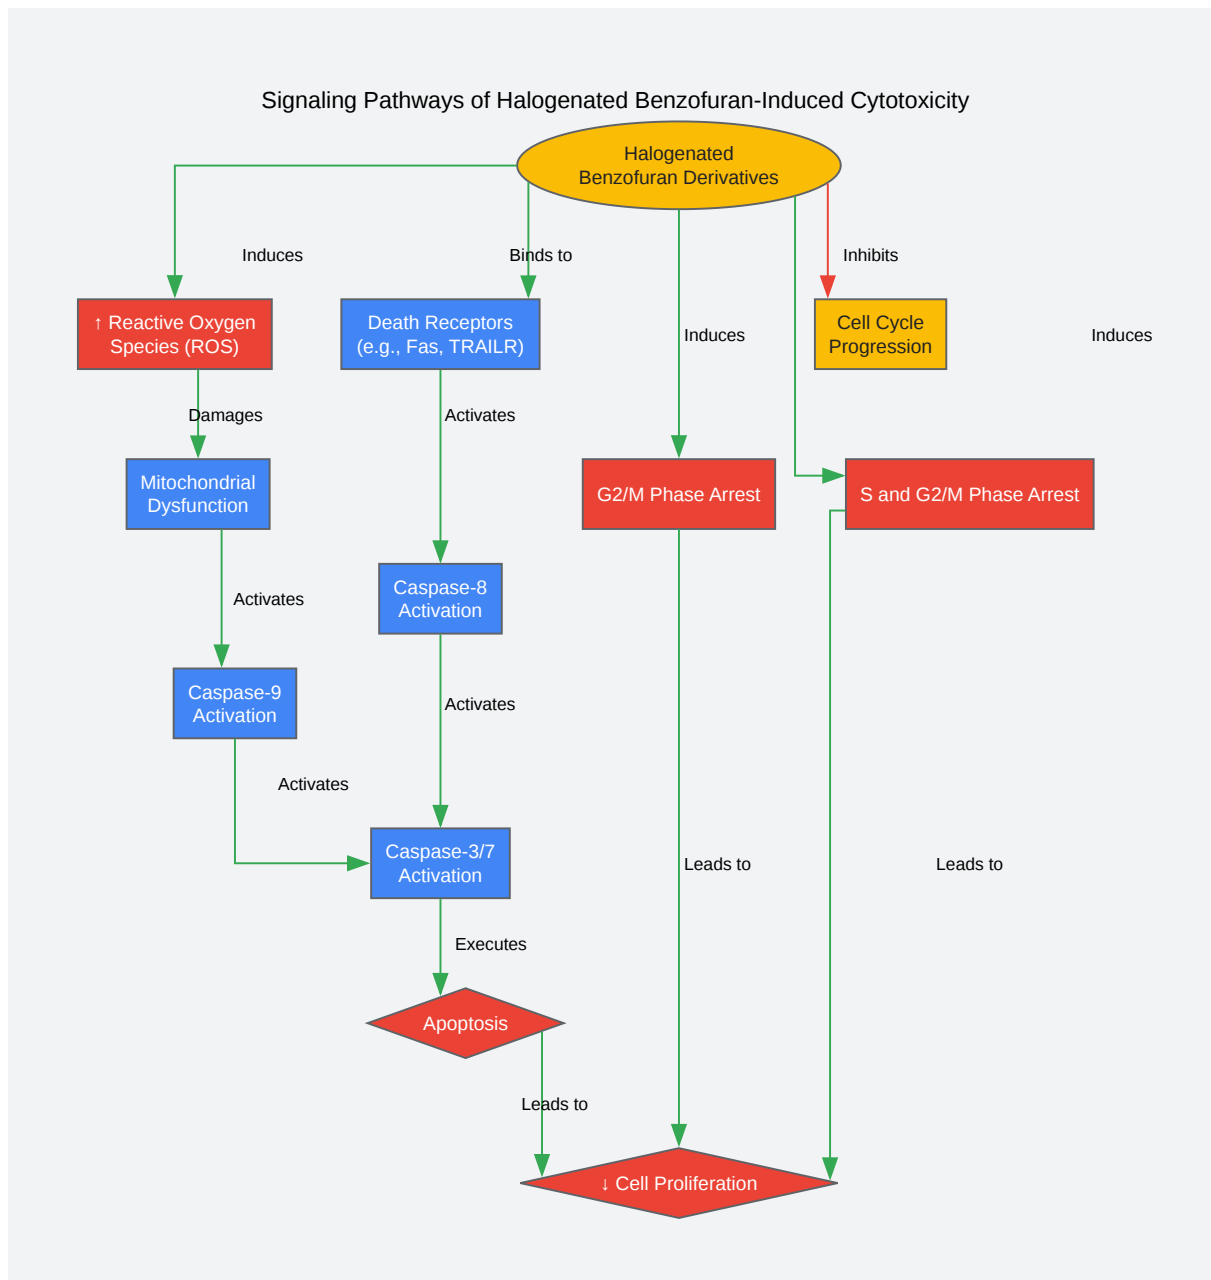 Signaling Pathways of Halogenated Benzofuran-Induced Cytotoxicity
Halogenated
Benzofuran Derivatives
Induces
Binds to
Inhibits
↑ Reactive Oxygen
Species (ROS)
Death Receptors
(e.g., Fas, TRAILR)
Induces
Cell Cycle
Progression
Induces
Damages
Activates
Mitochondrial
Dysfunction
G2/M Phase Arrest
S and G2/M Phase Arrest
Activates
Caspase-8
Activation
Caspase-9
Activation
Activates
Activates
Caspase-3/7
Activation
Leads to
Leads to
Executes
Apoptosis
Leads to
↓ Cell Proliferation